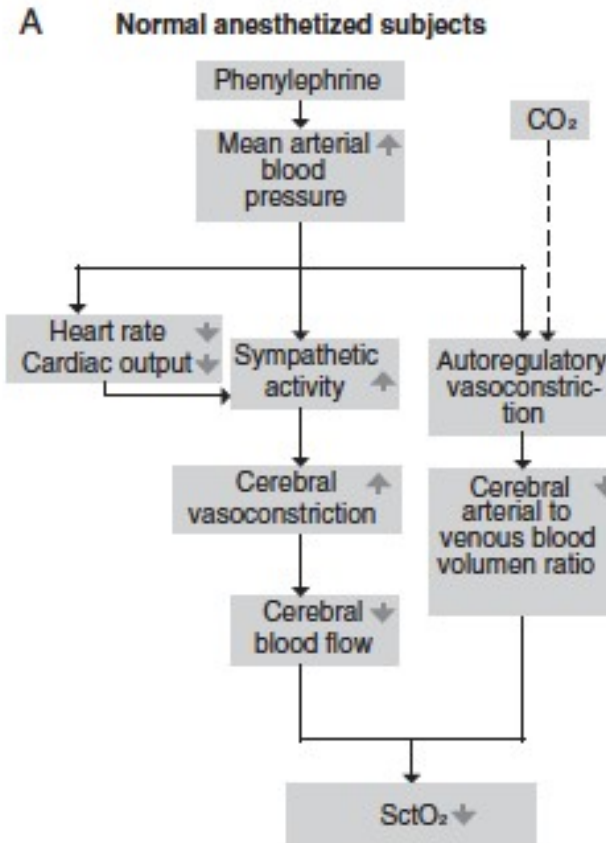 A
Normal anesthetized subjects
Phenylephrine
CO₂
Mean arterial
blood
pressure
Heart rate
Cardiac output
Sympathetic
activity
Autoregulatory
vasoconstric-
tion
Cerebral
vasoconstriction
Cerebral
arterial to
venous blood
volumen ratio
Cerebral
blood flow
SctO₂